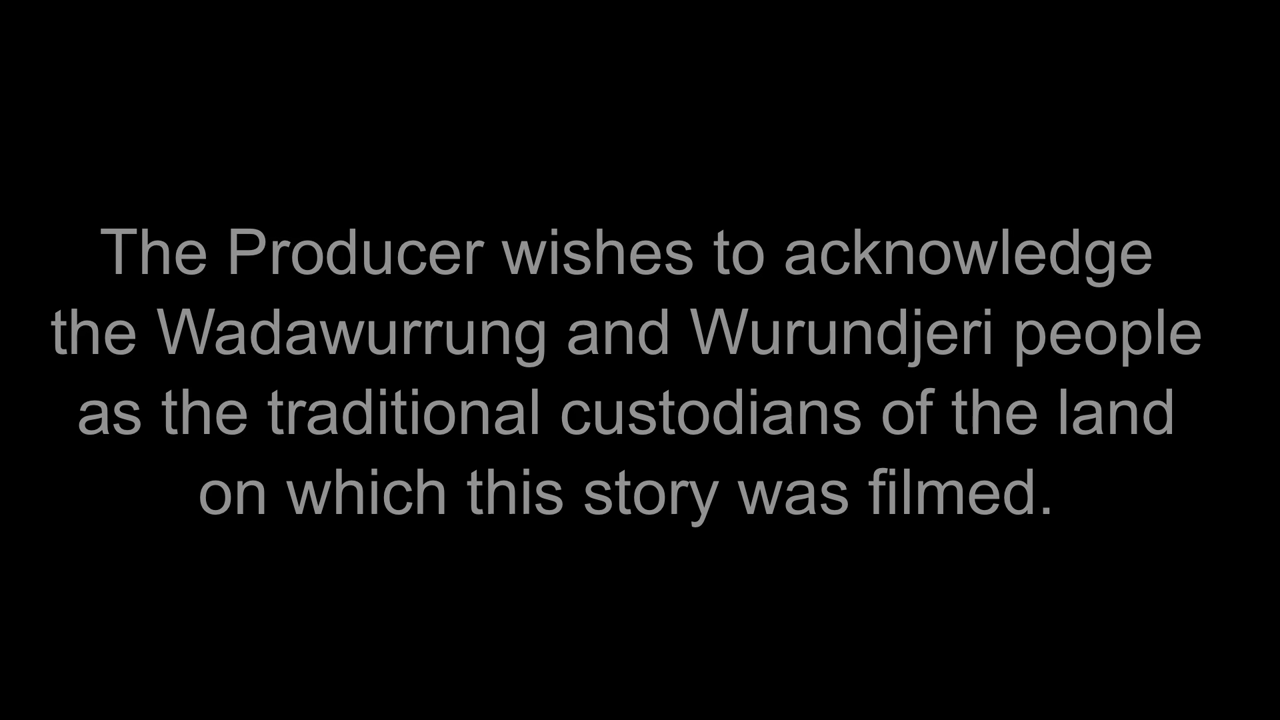 The Producer wishes to acknowledge
the Wadawurrung and Wurundjeri people
as the traditional custodians of the land
on which this story was filmed.